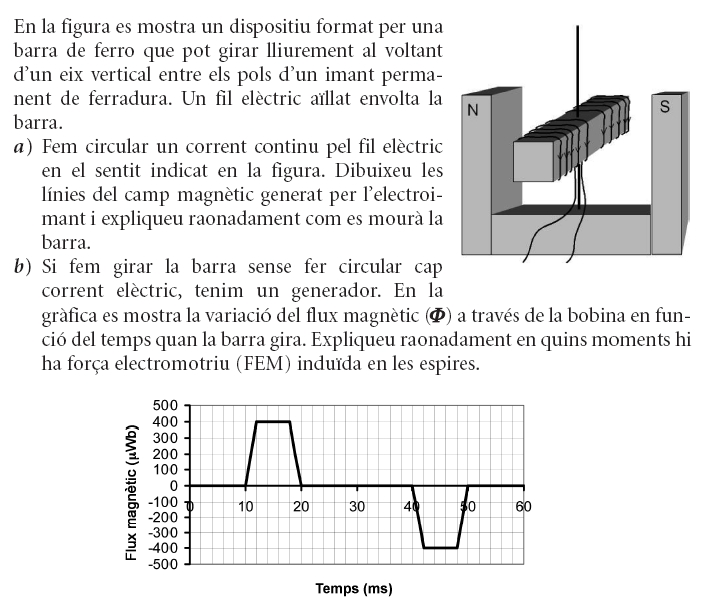 En la figura es mostra un dispositiu format per una
barra de ferro que pot girar lliurement al voltant
d'un eix vertical entre els pols d'un imant perma-
nent de ferradura. Un fil elèctric aïllat envolta la
barra.
a) Fem circular un corrent continu pel fil elèctric
en el sentit indicat en la figura. Dibuixeu les
línies del camp magnètic generat per l'electroi-
mant i expliqueu raonadament com es mourà la
barra.
b) Si fem girar la barra sense fer circular cap
corrent elèctric, tenim un generador. En la
gràfica es mostra la variació del flux magnètic (Φ) a través de la bobina en fun-
ció del temps quan la barra gira. Expliqueu raonadament en quins moments hi
ha força electromotriu (FEM) induïda en les espires.
N
S
Flux magnètic (μWb)
500
400
300
200
100
0
-100
-200
-300
-400
-500
0 10 20 30 40 50 60
Temps (ms)